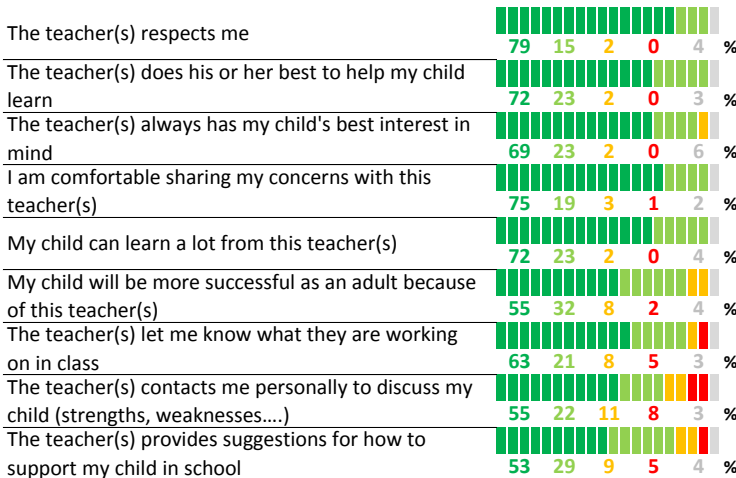 The teacher(s) respects me
79 15 2 0 4 %
The teacher(s) does his or her best to help my child
learn
72 23 2 0 3 %
The teacher(s) always has my child's best interest in
mind
69 23 2 0 6 %
I am comfortable sharing my concerns with this
teacher(s)
75 19 3 1 2 %
My child can learn a lot from this teacher(s)
72 23 2 0 4 %
My child will be more successful as an adult because
of this teacher(s)
55 32 8 2 4 %
The teacher(s) let me know what they are working
on in class
63 21 8 5 3 %
The teacher(s) contacts me personally to discuss my
child (strengths, weaknesses....)
55 22 11 8 3 %
The teacher(s) provides suggestions for how to
support my child in school
53 29 9 5 4 %